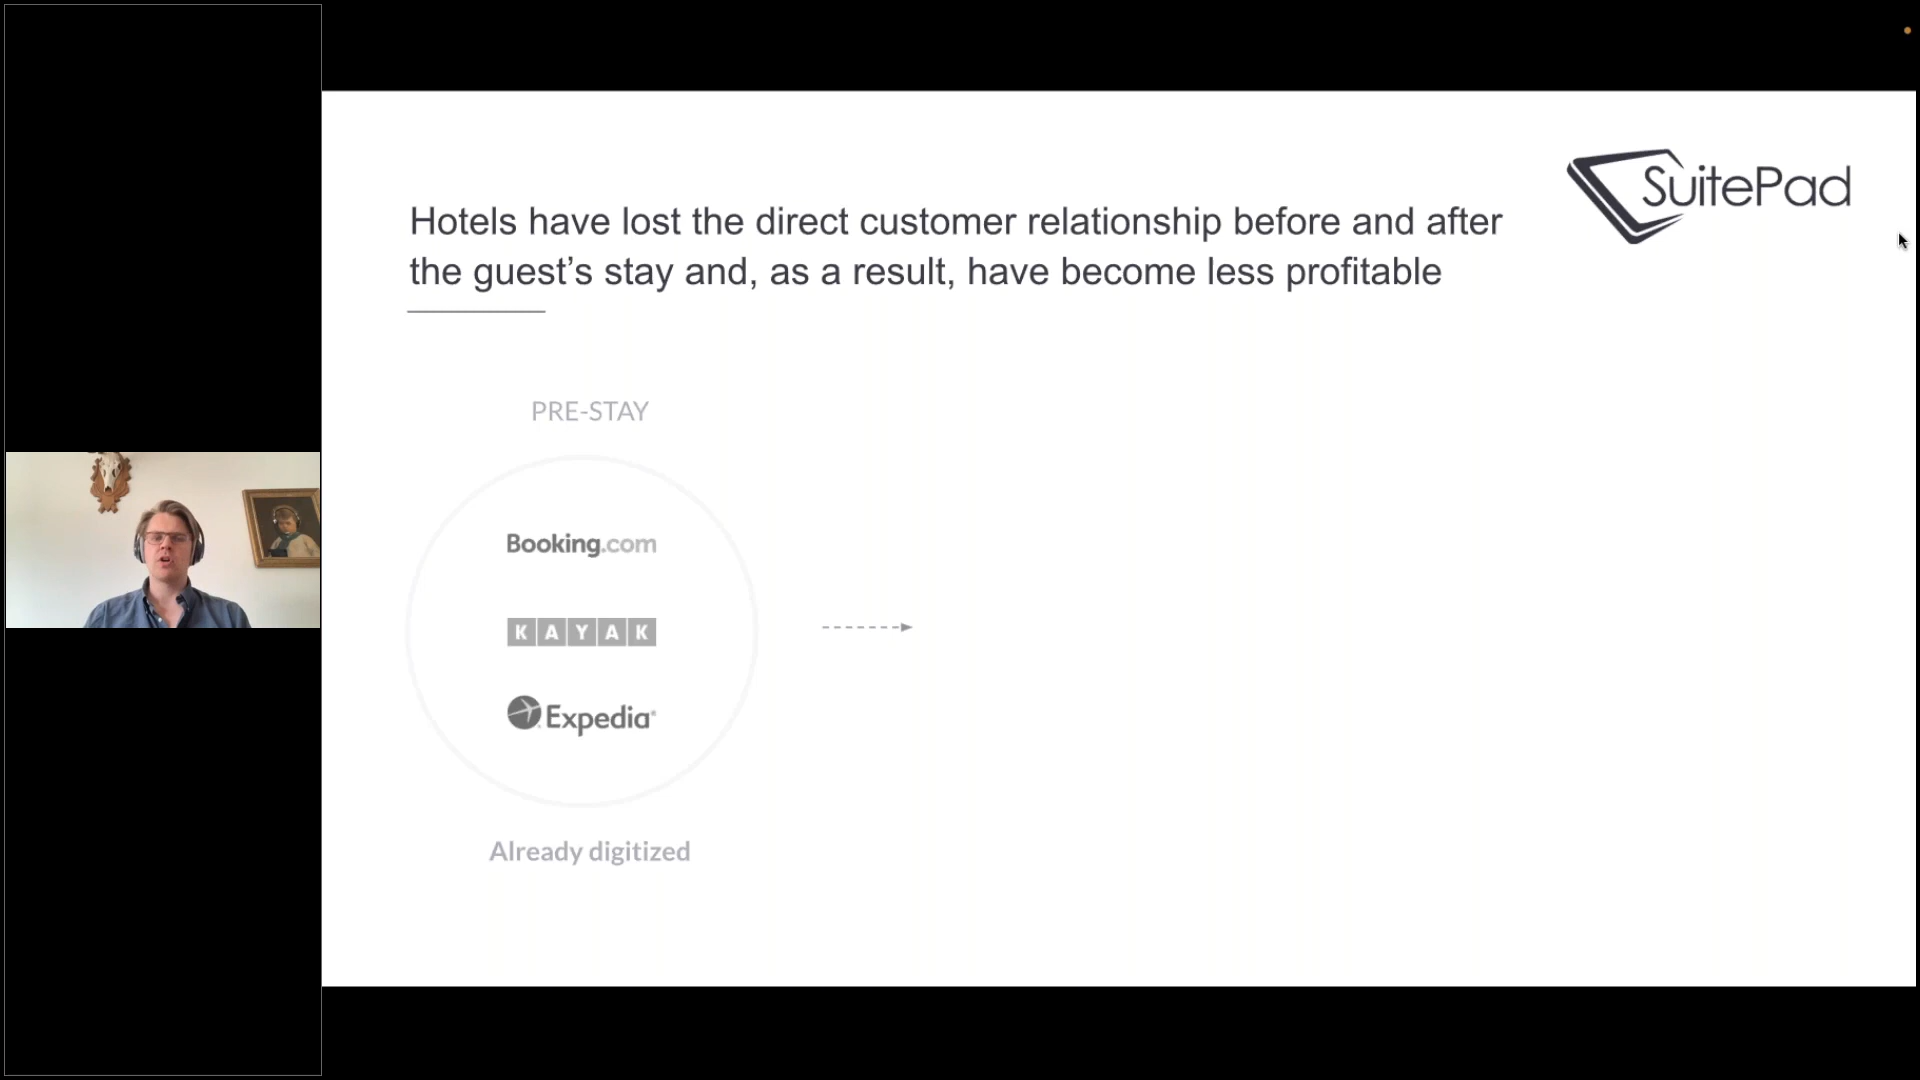 SuitePad
Hotels have lost the direct customer relationship before and after
the guest’s stay and, as a result, have become less profitable
PRE-STAY
Booking.com
KAYAK
Expedia
Already digitized